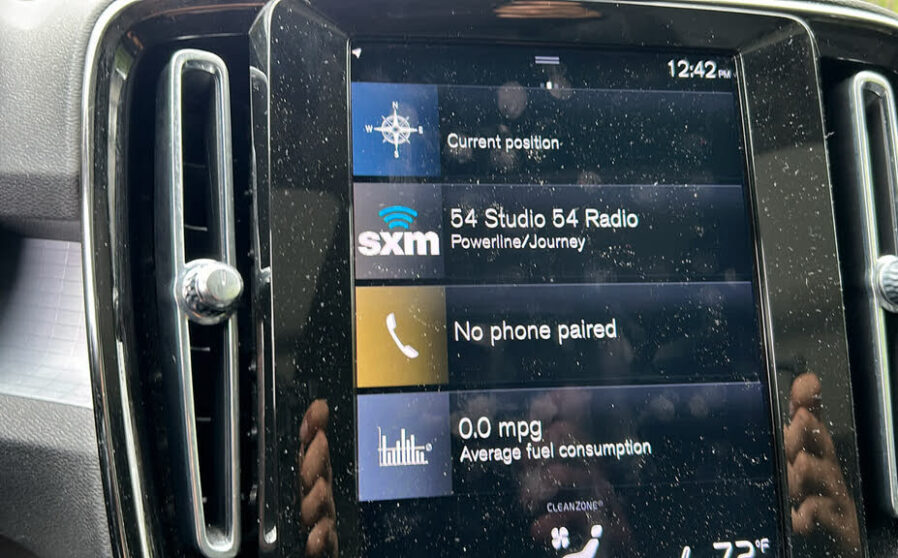 12:42 PM
N
W E
S
Current position
sxm
54 Studio 54 Radio
Powerline/Journey
No phone paired
0.0 mpg
Average fuel consumption
CLEANZONE®
72°F